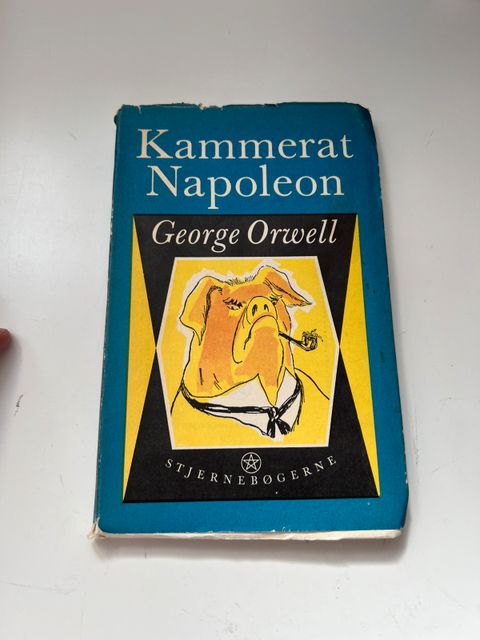 Kammerat
Napoleon
George Orwell
STJERNEBØGERNE